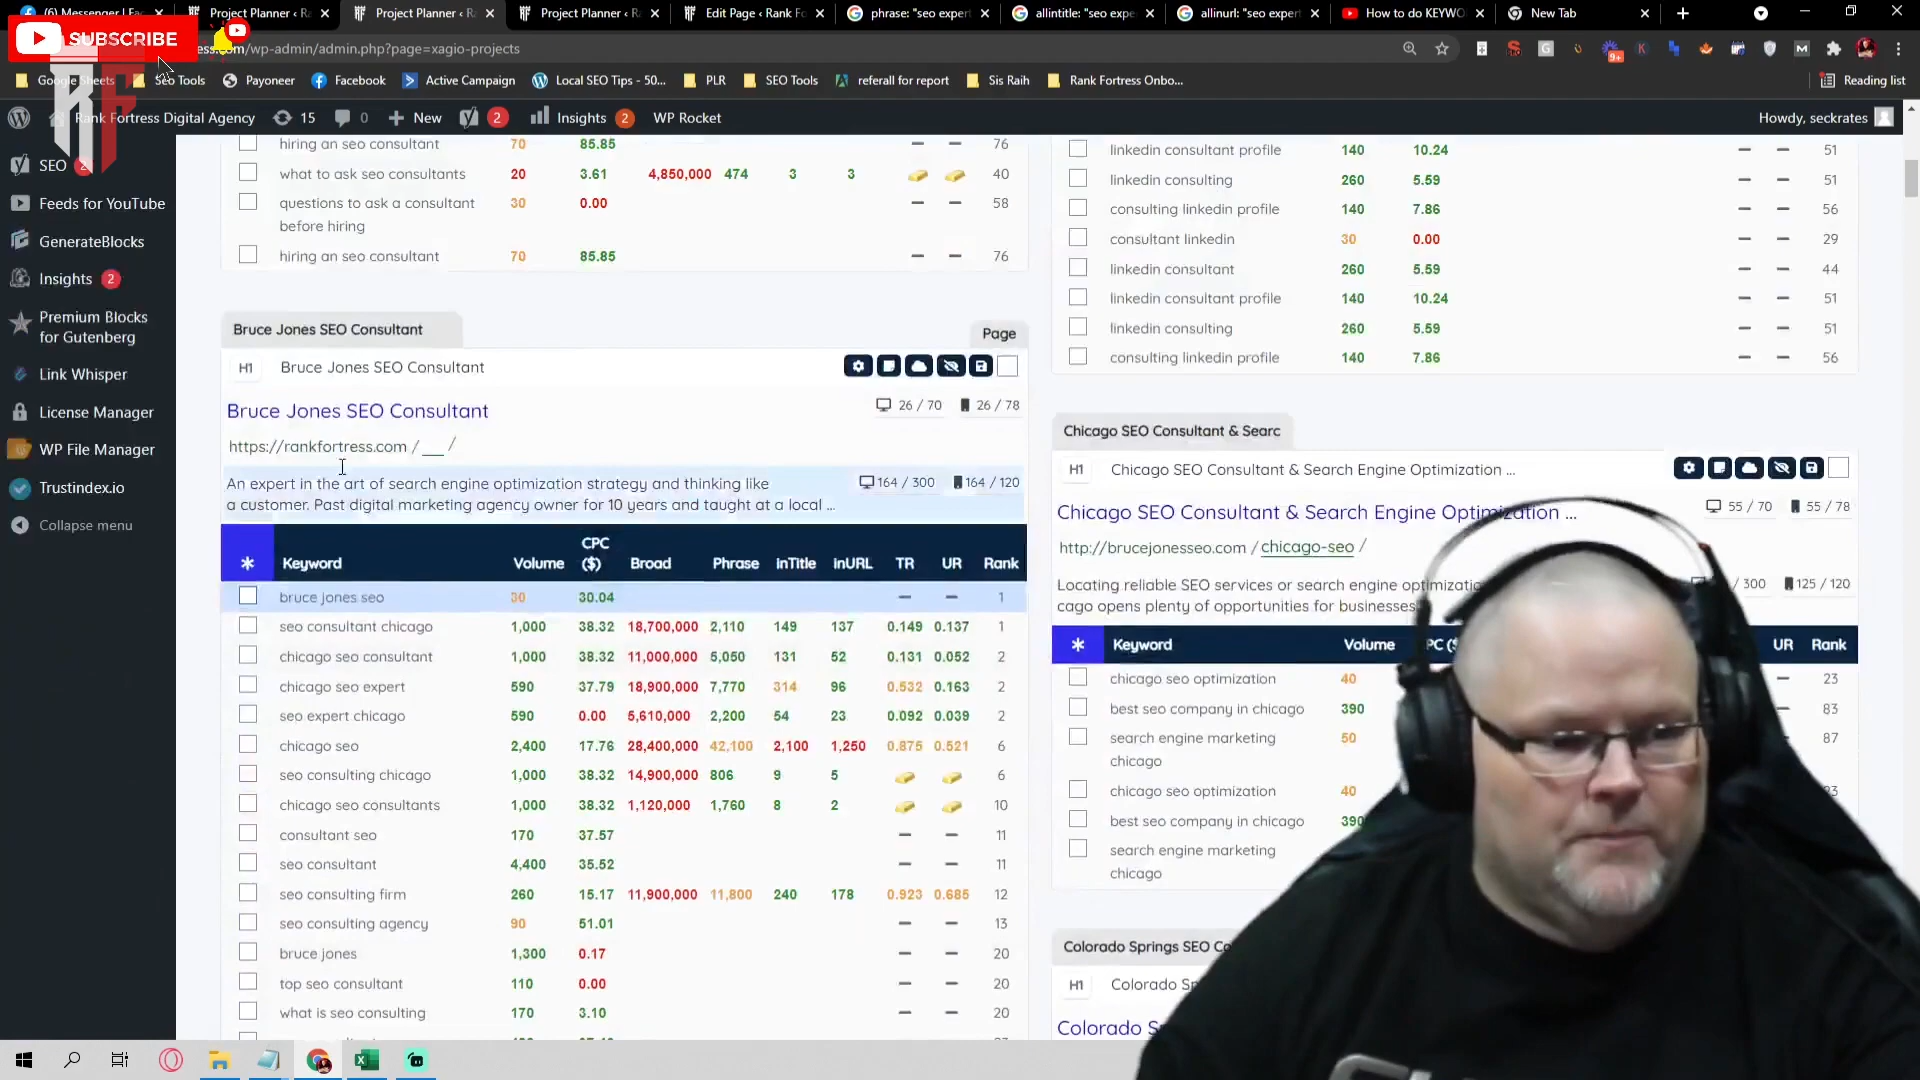 (6) Messenger | Fac
Project Planner ‹ R
Project Planner ‹ R
Project Planner ‹ R
Edit Page ‹ Rank Fo
phrase: "seo exper
allintitle: "seo expe
allinurl: "seo expert
How to do KEYWO
New Tab
SUBSCRIBE
ess.com/wp-admin/admin.php?page=xagio-projects
9+
Google Sheets
Seo Tools
Payoneer
Facebook
Active Campaign
Local SEO Tips - 50...
PLR
SEO Tools
referall for report
Sis Raih
Rank Fortress Onbo...
Reading list
Rank Fortress Digital Agency
15
0
New
2
Insights 2
WP Rocket
Howdy, seckrates
SEO
Feeds for YouTube
GenerateBlocks
Insights 2
Premium Blocks
for Gutenberg
Link Whisper
License Manager
WP File Manager
Trustindex.io
Collapse menu
hiring an seo consultant 70 85.85 — — 76
what to ask seo consultants 20 3.61 4,850,000 474 3 3 40
questions to ask a consultant 30 0.00 — — 58
before hiring
hiring an seo consultant 70 85.85 — — 76
Bruce Jones SEO Consultant
Page
H1 Bruce Jones SEO Consultant
Bruce Jones SEO Consultant 26 / 70 26 / 78
https://rankfortress.com / ___ /
An expert in the art of search engine optimization strategy and thinking like 164 / 300 164 / 120
a customer. Past digital marketing agency owner for 10 years and taught at a local ...
CPC
* Keyword Volume ($) Broad Phrase inTitle inURL TR UR Rank
bruce jones seo 30 30.04 — — 1
seo consultant chicago 1,000 38.32 18,700,000 2,110 149 137 0.149 0.137 1
chicago seo consultant 1,000 38.32 11,000,000 5,050 131 52 0.131 0.052 2
chicago seo expert 590 37.79 18,900,000 7,770 314 96 0.532 0.163 2
seo expert chicago 590 0.00 5,610,000 2,200 54 23 0.092 0.039 2
chicago seo 2,400 17.76 28,400,000 42,100 2,100 1,250 0.875 0.521 6
seo consulting chicago 1,000 38.32 14,900,000 806 9 5 6
chicago seo consultants 1,000 38.32 1,120,000 1,760 8 2 10
consultant seo 170 37.57 — — 11
seo consultant 4,400 35.52 — — 11
seo consulting firm 260 15.17 11,900,000 11,800 240 178 0.923 0.685 12
seo consulting agency 90 51.01 — — 13
bruce jones 1,300 0.17 — — 20
top seo consultant 110 0.00 — — 20
what is seo consulting 170 3.10 — — 20
linkedin consultant profile 140 10.24 — — 51
linkedin consulting 260 5.59 — — 51
consulting linkedin profile 140 7.86 — — 56
consultant linkedin 30 0.00 — — 29
linkedin consultant 260 5.59 — — 44
linkedin consultant profile 140 10.24 — — 51
linkedin consulting 260 5.59 — — 51
consulting linkedin profile 140 7.86 — — 56
Chicago SEO Consultant & Searc
H1 Chicago SEO Consultant & Search Engine Optimization ...
Chicago SEO Consultant & Search Engine Optimization ... 55 / 70 55 / 78
http://brucejonesseo.com / chicago-seo /
Locating reliable SEO services or search engine optimizatio / 300 125 / 120
cago opens plenty of opportunities for businesses
* Keyword Volume PC ($ UR Rank
chicago seo optimization 40 — 23
best seo company in chicago 390 — 83
search engine marketing 50 — 87
chicago
chicago seo optimization 40
best seo company in chicago 390
search engine marketing
chicago
Colorado Springs SEO Co
H1 Colorado Sp
Colorado S